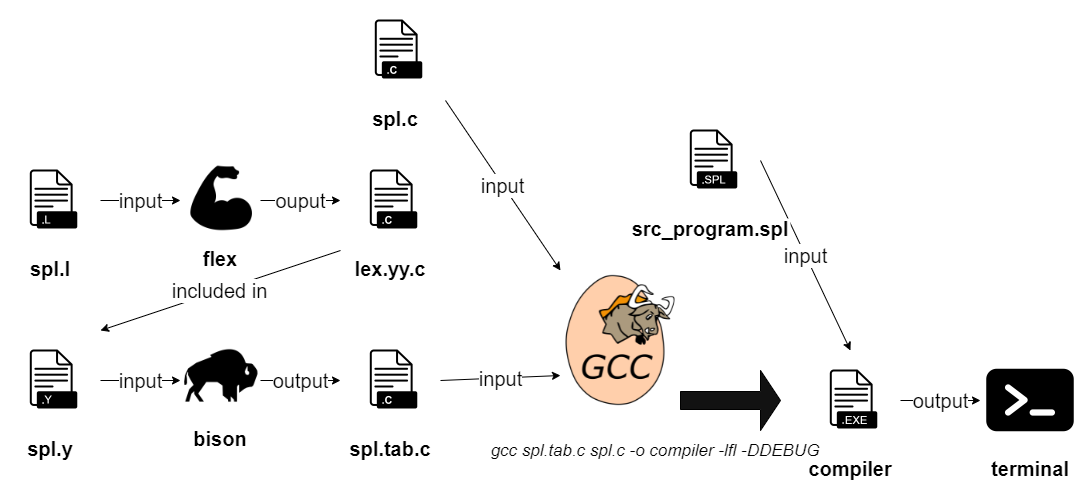 .C
spl.c
.SPL
src_program.spl
input
input
.L
spl.l
input
flex
ouput
.C
lex.yy.c
included in
.Y
spl.y
input
bison
output
.C
spl.tab.c
input
GCC
gcc spl.tab.c spl.c -o compiler -lfl -DDEBUG
.EXE
compiler
output
terminal